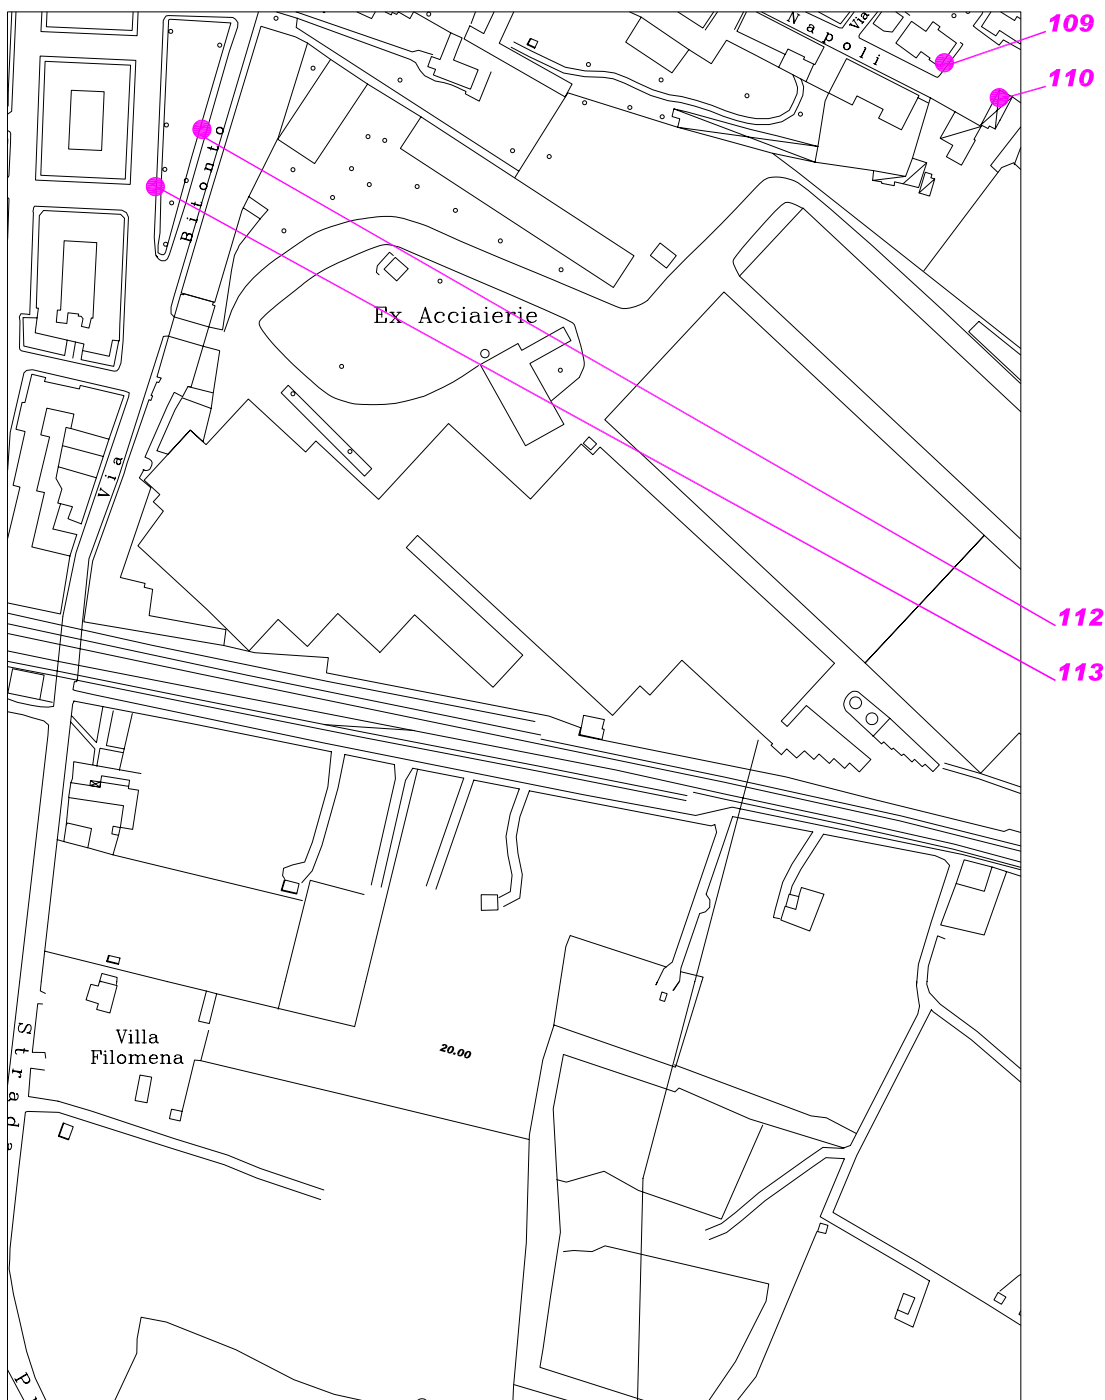 109
Via
Napoli
110
Via Bitonto
Ex Acciaierie
112
113
Villa
Filomena
20.00
Strada